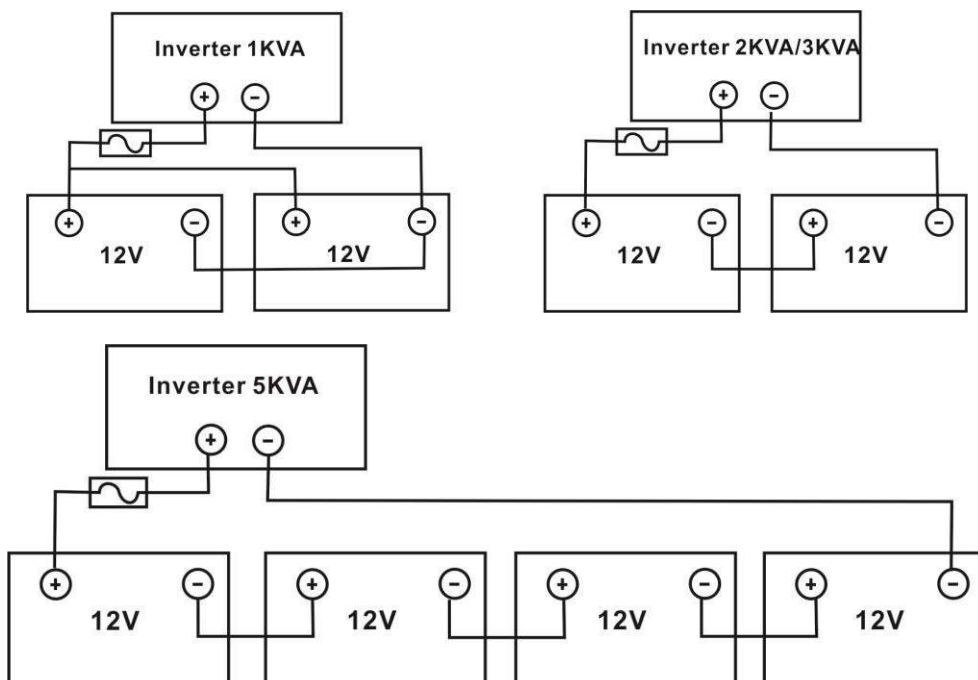 Inverter 1KVA
+ -
+ - + -
12V 12V
Inverter 2KVA/3KVA
+ -
+ - + -
12V 12V
Inverter 5KVA
+ -
+ - + - + - + -
12V 12V 12V 12V